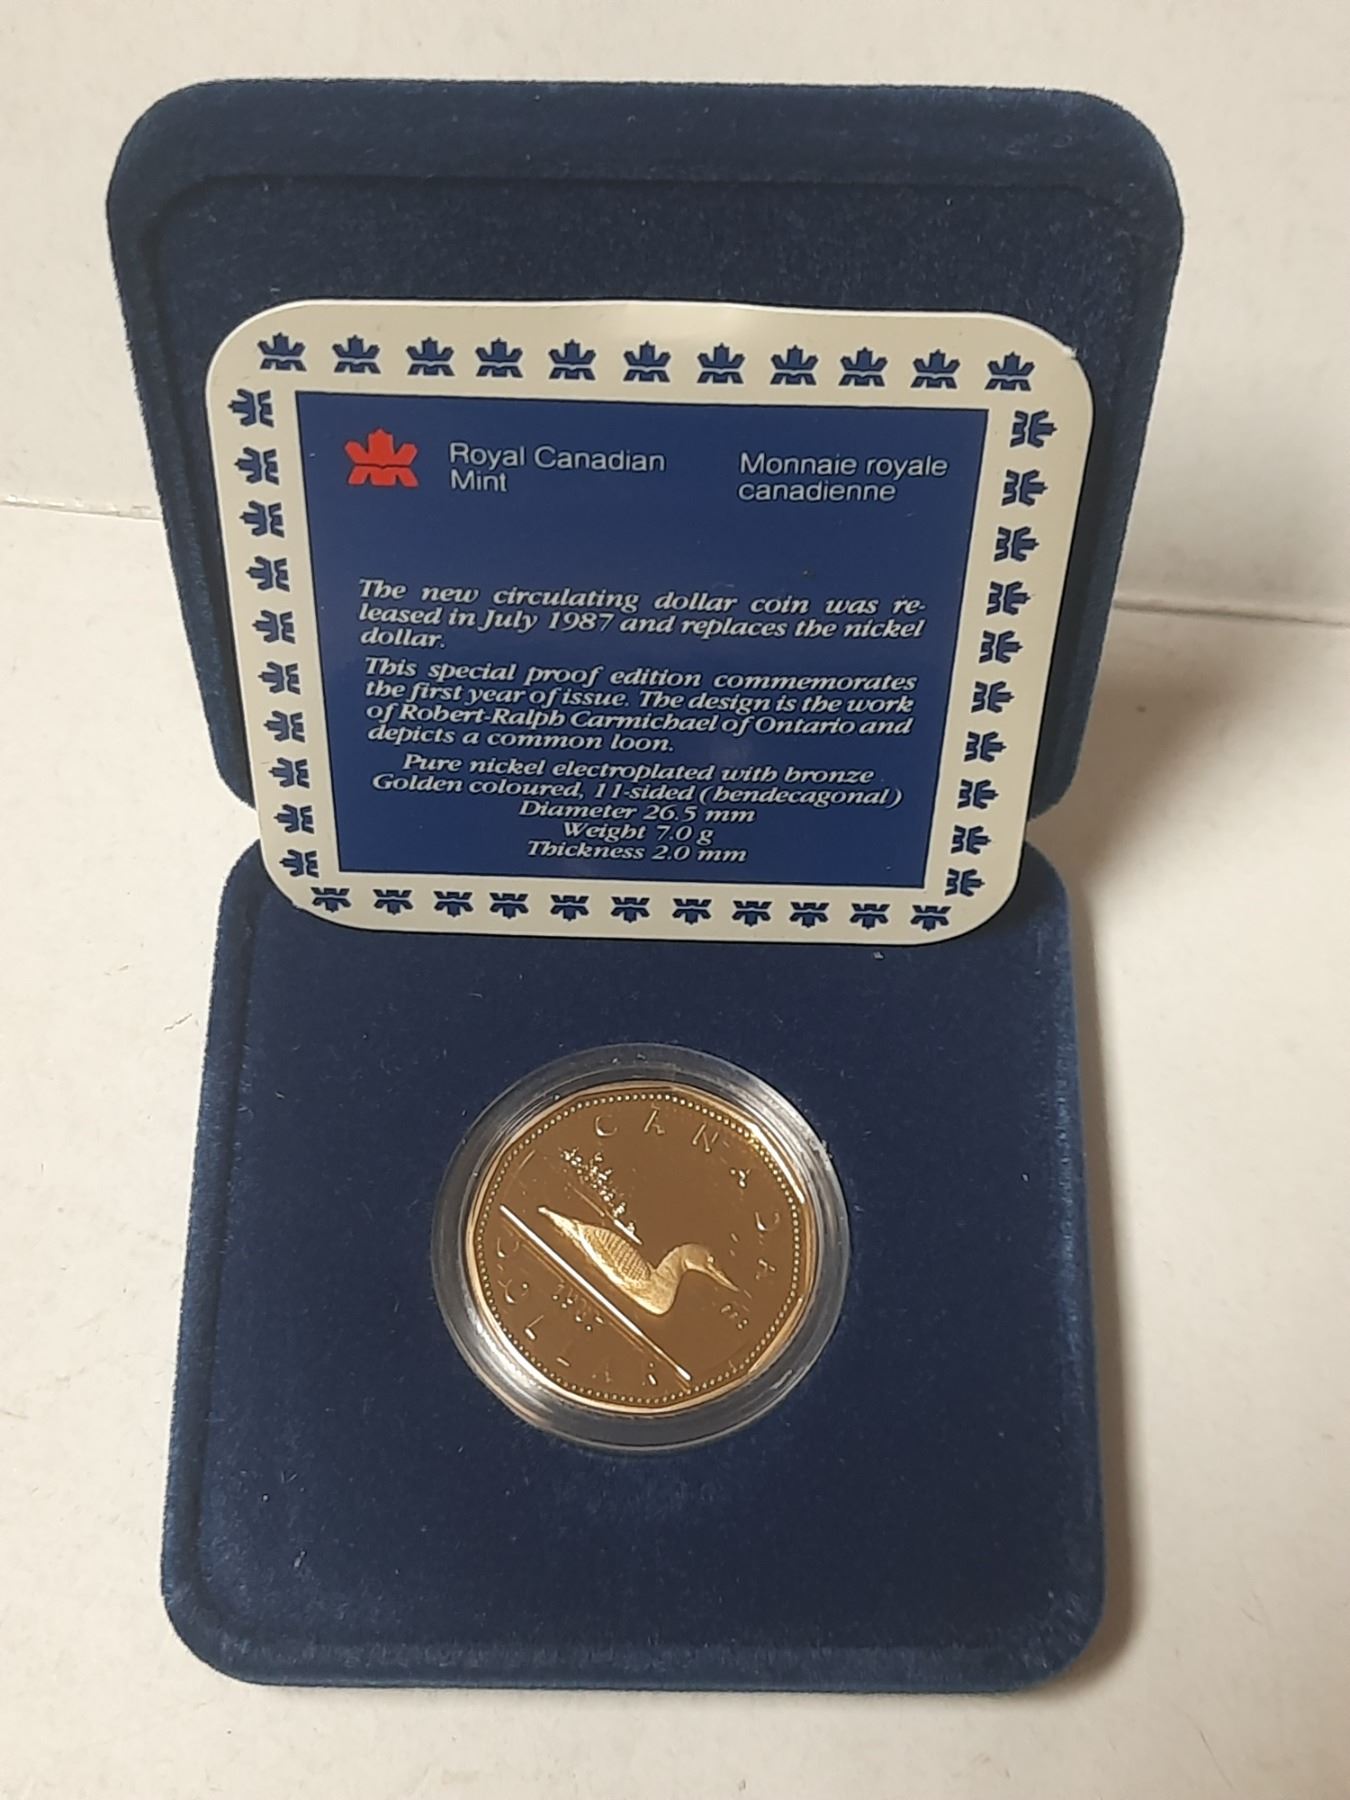 Royal Canadian
Mint
Monnaie royale
canadienne
The new circulating dollar coin was re-
leased in July 1987 and replaces the nickel
dollar.
This special proof edition commemorates
the first year of issue. The design is the work
of Robert-Ralph Carmichael of Ontario and
depicts a common loon.
Pure nickel electroplated with bronze
Golden coloured, 11-sided (hendecagonal)
Diameter 26.5 mm
Weight 7.0 g
Thickness 2.0 mm
CANADA
DOLLAR